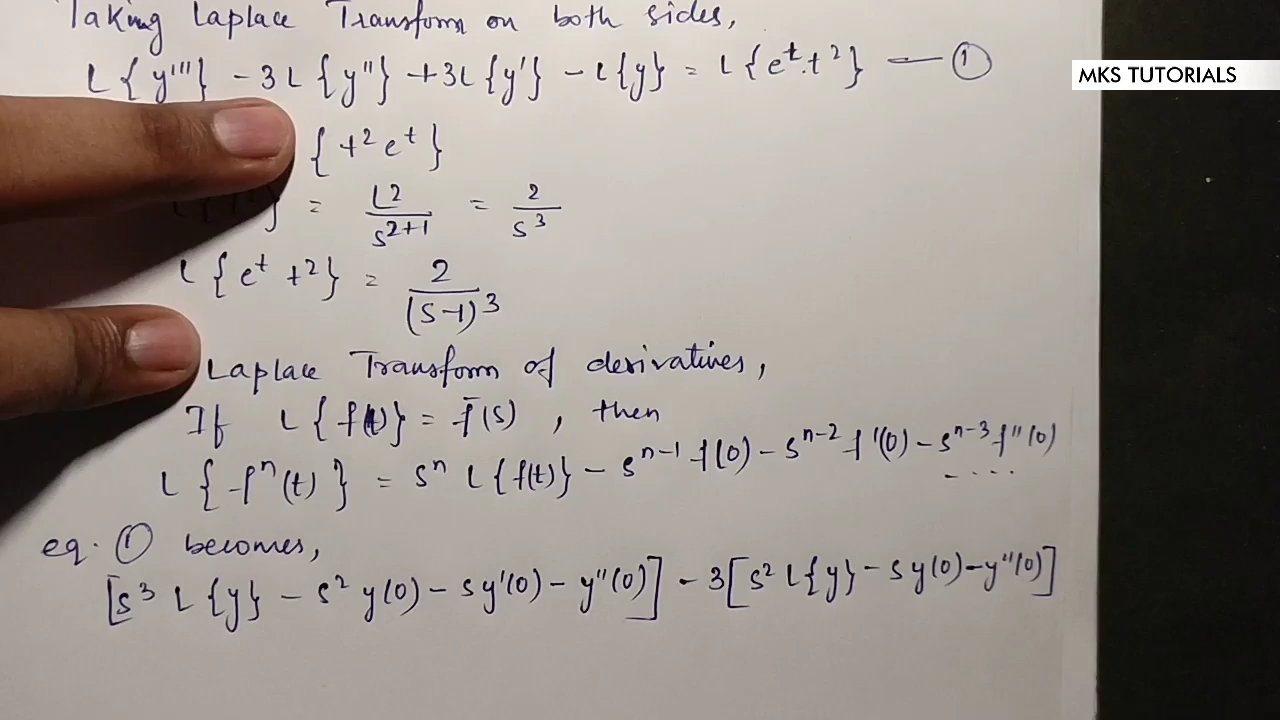 Taking Laplace Transform on both sides,
L{y'''} - 3L{y''} + 3L{y'} - L{y} = L{e^t.t^2} — ①
MKS TUTORIALS
{t^2 e^t}
= ⌊2/s^{2+1} = 2/s^3
L{e^t t^2} = 2/(s-1)^3
Laplace Transform of derivatives,
If L{f(t)} = f̄(s), then
L{f^n(t)} = s^n L{f(t)} - s^{n-1} f(0) - s^{n-2} f'(0) - s^{n-3} f''(0)
- ....
eq. ① becomes,
[s^3 L{y} - s^2 y(0) - s y'(0) - y''(0)] - 3[s^2 L{y} - s y(0) - y''(0)]